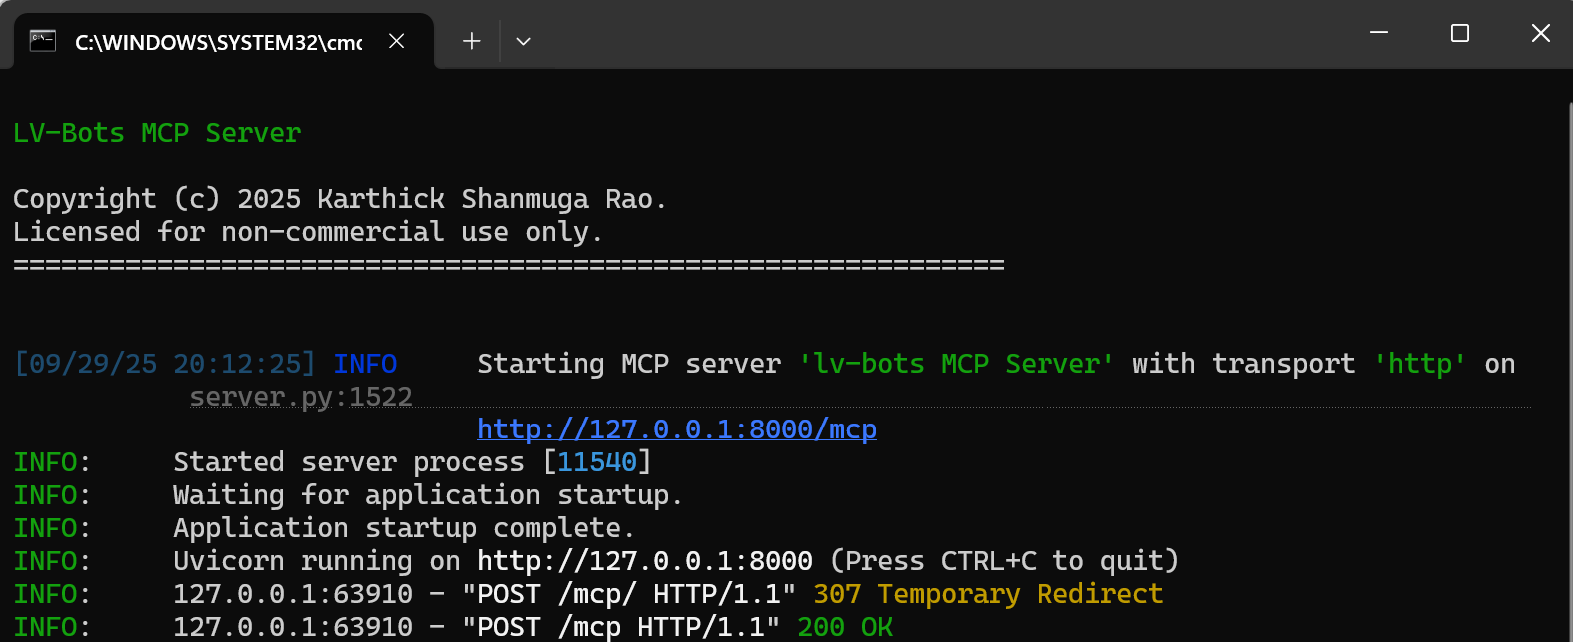 C:\WINDOWS\SYSTEM32\cmd
LV-Bots MCP Server
Copyright (c) 2025 Karthick Shanmuga Rao.
Licensed for non-commercial use only.
==============================================================
[09/29/25 20:12:25] INFO     Starting MCP server 'lv-bots MCP Server' with transport 'http' on
server.py:1522
http://127.0.0.1:8000/mcp
INFO:     Started server process [11540]
INFO:     Waiting for application startup.
INFO:     Application startup complete.
INFO:     Uvicorn running on http://127.0.0.1:8000 (Press CTRL+C to quit)
INFO:     127.0.0.1:63910 - "POST /mcp/ HTTP/1.1" 307 Temporary Redirect
INFO:     127.0.0.1:63910 - "POST /mcp HTTP/1.1" 200 OK